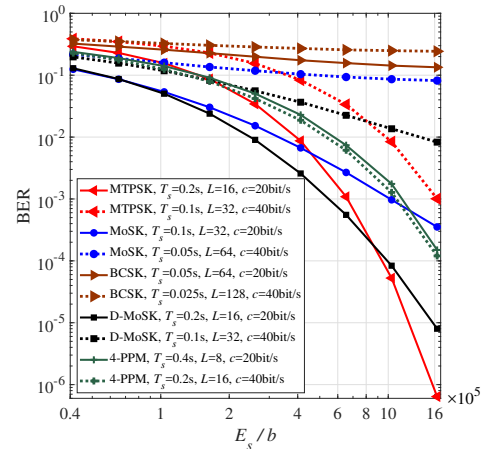 10^0
10^-1
10^-2
10^-3
10^-4
10^-5
10^-6
BER
MTPSK, T_s=0.2s, L=16, c=20bit/s
MTPSK, T_s=0.1s, L=32, c=40bit/s
MoSK, T_s=0.1s, L=32, c=20bit/s
MoSK, T_s=0.05s, L=64, c=40bit/s
BCSK, T_s=0.05s, L=64, c=20bit/s
BCSK, T_s=0.025s, L=128, c=40bit/s
D-MoSK, T_s=0.2s, L=16, c=20bit/s
D-MoSK, T_s=0.1s, L=32, c=40bit/s
4-PPM, T_s=0.4s, L=8, c=20bit/s
4-PPM, T_s=0.2s, L=16, c=40bit/s
0.4 1 2 4 6 8 10 16 ×10^5
E_s / b